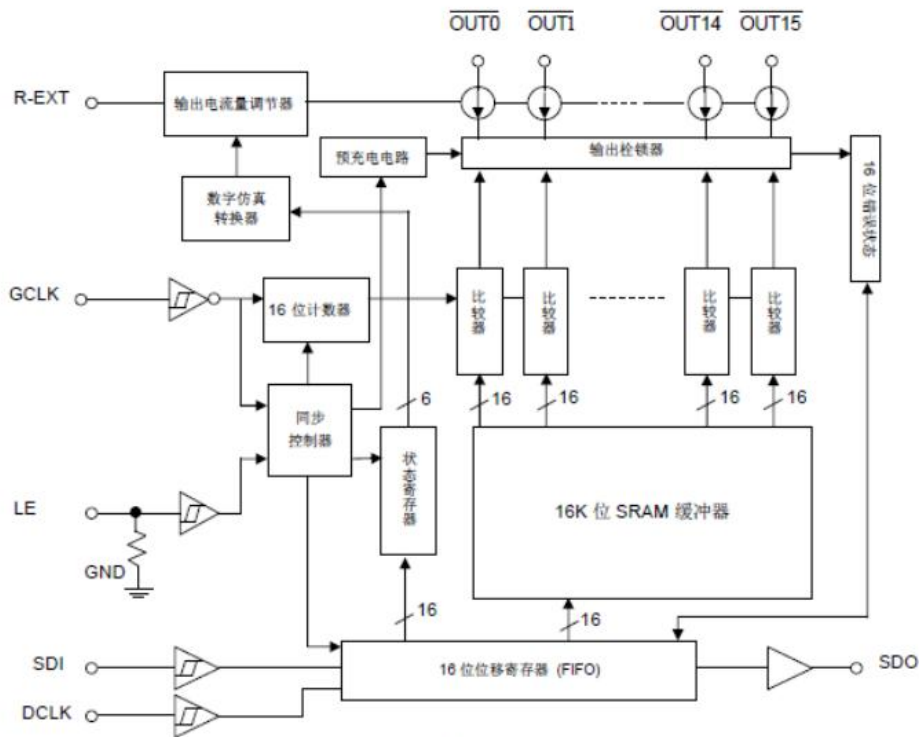 OUT0 OUT1 OUT14 OUT15
R-EXT
输出电流量调节器
预充电电路
输出栓锁器
16 位错误状态
数字仿真
转换器
GCLK
16 位计数器
比较器
比较器
比较器
比较器
6
16
16
16
16
同步
控制器
状态寄存器
16K 位 SRAM 缓冲器
LE
GND
16
16
SDI
16 位位移寄存器 (FIFO)
SDO
DCLK